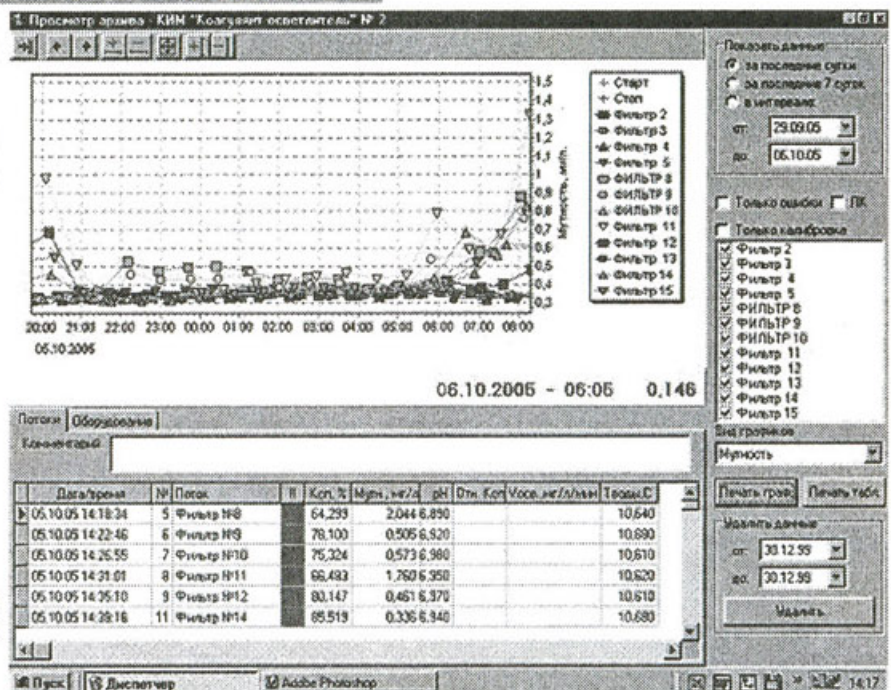 Просмотр архива - КИМ "Коагулянт осветлитель" № 2
1,5
1,4
1,3
1,2
1,1
1
0,9
0,8
0,7
0,6
0,5
0,4
0,3
Мутность, мг/л.
20:00 21:00 22:00 23:00 00:00 01:00 02:00 03:00 04:00 05:00 06:00 07:00 08:00
05.10.2005
Старт
Стоп
Фильтр 2
Фильтр 3
Фильтр 4
Фильтр 5
ФИЛЬТР 8
ФИЛЬТР 9
ФИЛЬТР 10
Фильтр 11
Фильтр 12
Фильтр 13
Фильтр 14
Фильтр 15
06.10.2005 - 06:05 0,146
Показать данные
за последние сутки
за последние 7 суток
в интервале:
от: 29.09.05
до: 06.10.05
Только ошибки ПК
Только калибровка
Фильтр 2
Фильтр 3
Фильтр 4
Фильтр 5
ФИЛЬТР 8
ФИЛЬТР 9
ФИЛЬТР 10
Фильтр 11
Фильтр 12
Фильтр 13
Фильтр 14
Фильтр 15
Вид графиков
Мутность
Печать граф. Печать табл.
Удалить данные
от: 30.12.99
до: 30.12.99
Удалить
Потоки Оборудование
Комментарий
Дата/время № Поток П Коп, % Мутн., мг/л pH Отн. Коп Vосв.,мг/л/мин Тводы,С
05.10.05 14:18:34 5 Фильтр №8 64,293 2,044 6,890 10,640
05.10.05 14:22:46 6 Фильтр №9 78,100 0,505 6,920 10,690
05.10.05 14:26:55 7 Фильтр №10 75,324 0,573 6,980 10,610
05.10.05 14:31:01 8 Фильтр №11 66,483 1,760 6,950 10,620
05.10.05 14:35:10 9 Фильтр №12 80,147 0,461 6,970 10,610
05.10.05 14:39:16 11 Фильтр №14 85,519 0,336 6,940 10,680
Пуск Диспетчер Adobe Photoshop 14:17